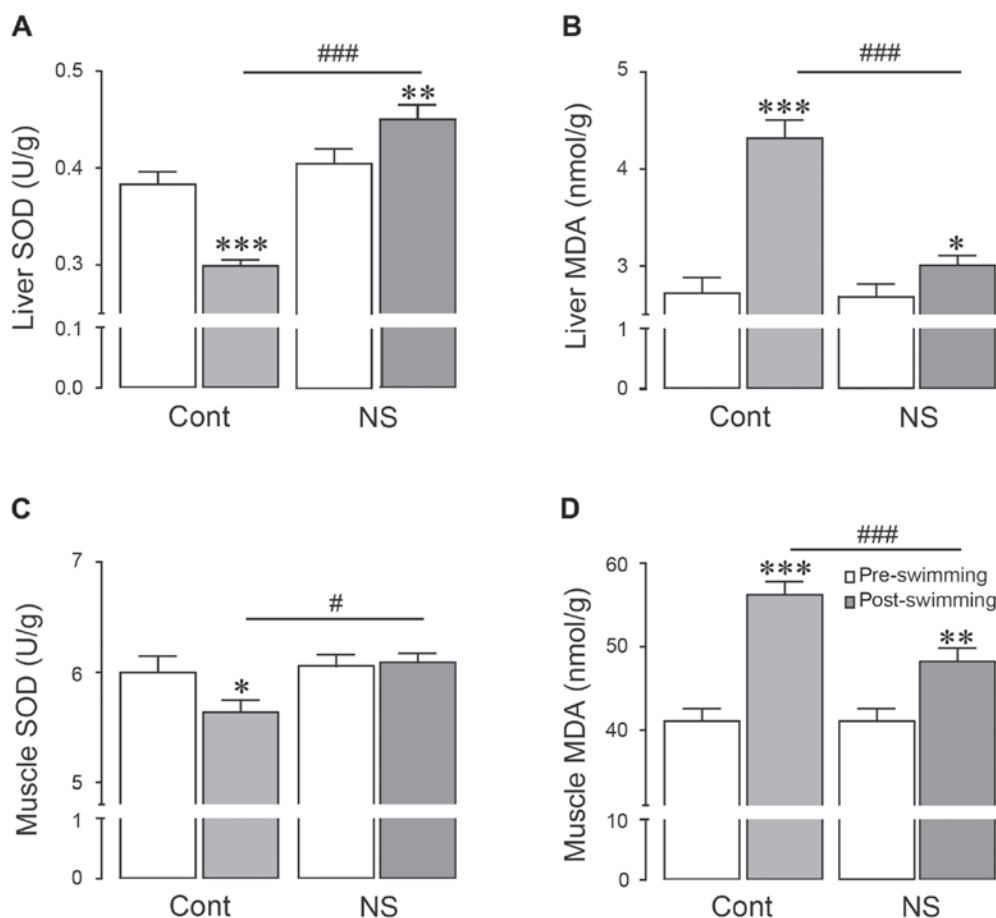 A
###
0.5
**
0.4
***
0.3
0.1
0.0
Liver SOD (U/g)
Cont
NS
B
###
5
***
4
*
3
1
0
Liver MDA (nmol/g)
Cont
NS
C
7
#
6
*
5
1
0
Muscle SOD (U/g)
Cont
NS
D
###
60
***
Pre-swimming
Post-swimming
50
**
40
10
0
Muscle MDA (nmol/g)
Cont
NS